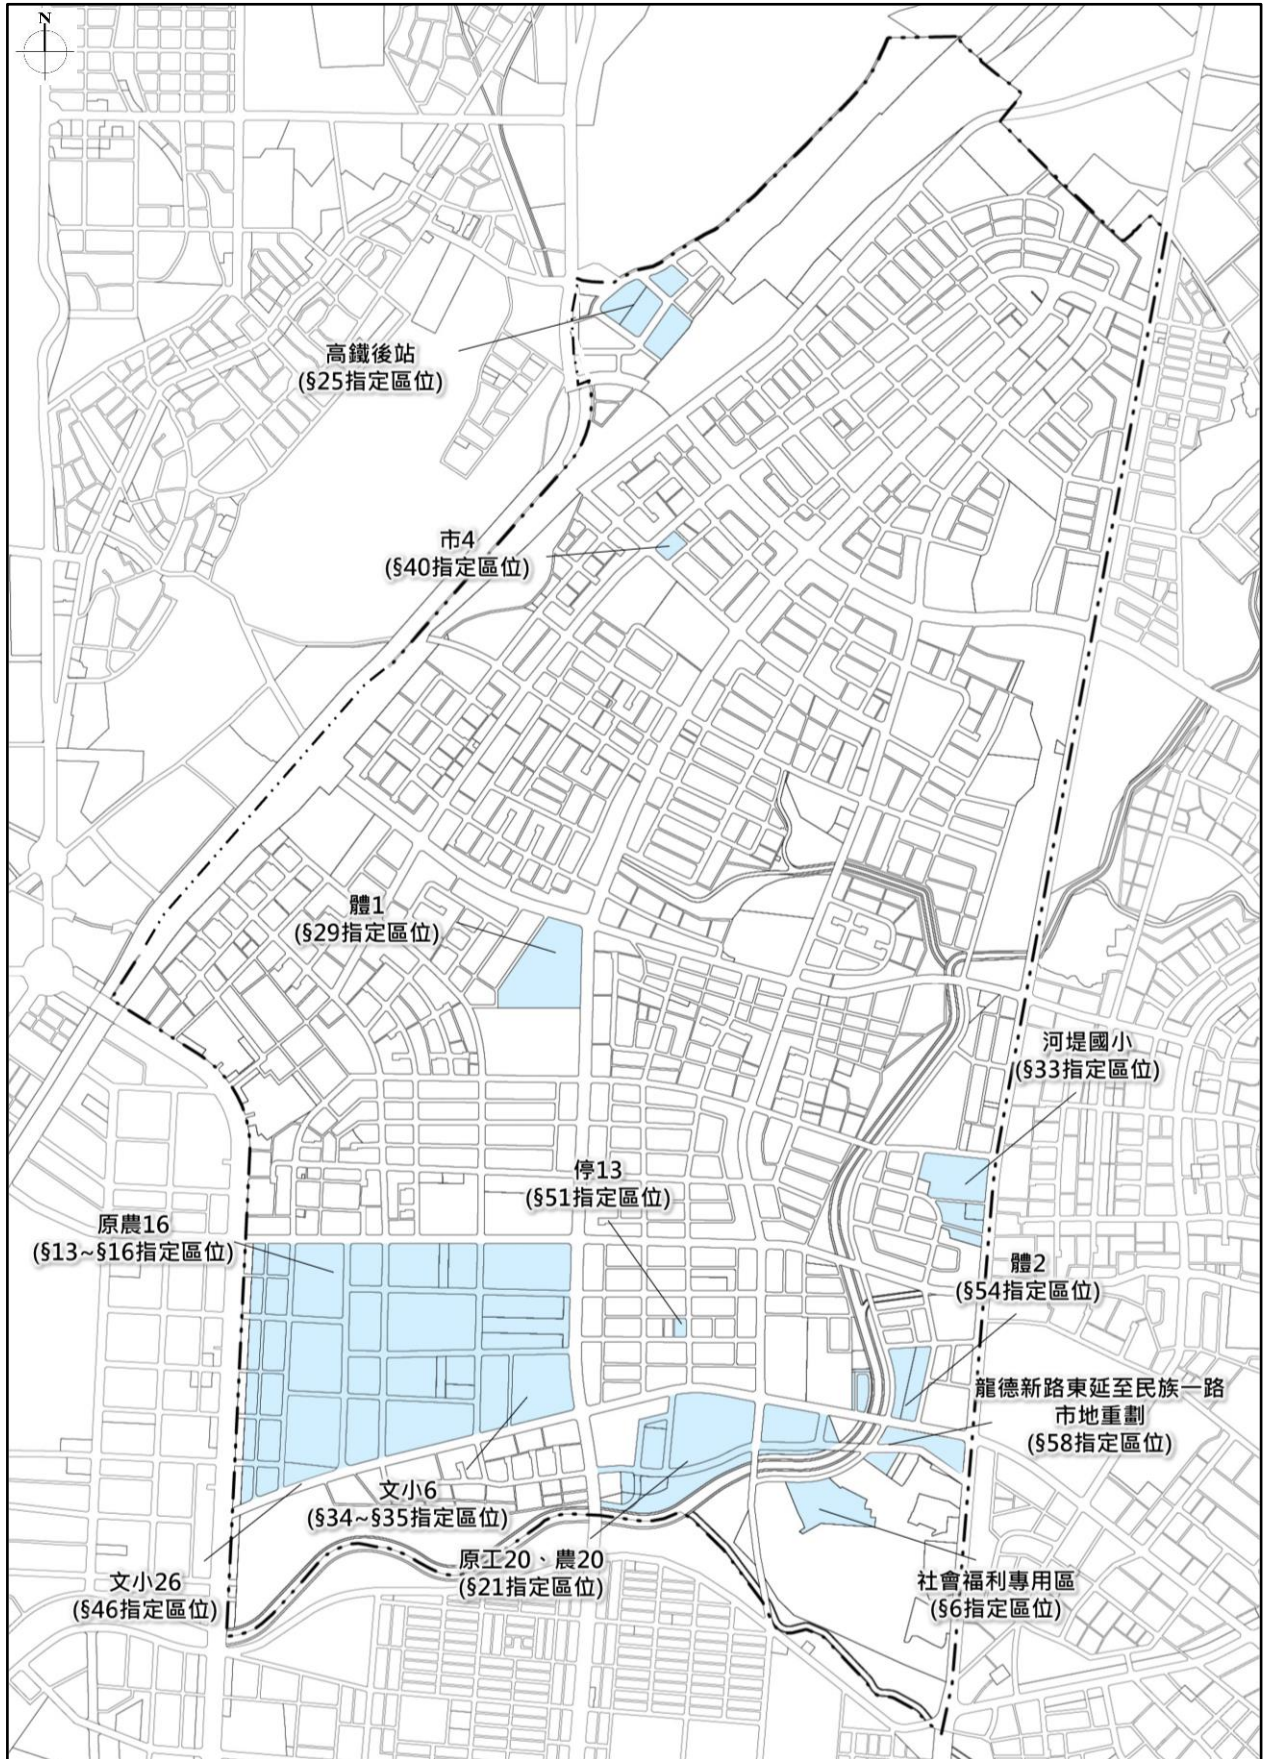 N
高鐵後站
(§25指定區位)
市4
(§40指定區位)
體1
(§29指定區位)
河堤國小
(§33指定區位)
停13
(§51指定區位)
原農16
(§13~§16指定區位)
體2
(§54指定區位)
龍德新路東延至民族一路
市地重劃
(§58指定區位)
文小6
(§34~§35指定區位)
原工20、農20
(§21指定區位)
文小26
(§46指定區位)
社會福利專用區
(§6指定區位)